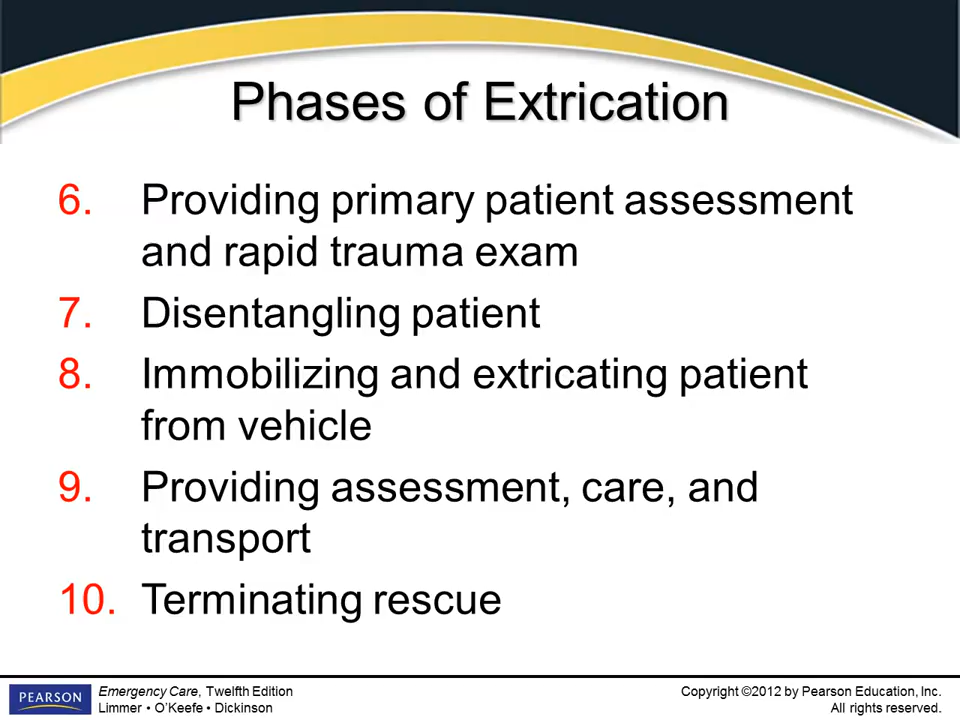 Phases of Extrication
6. Providing primary patient assessment
and rapid trauma exam
7. Disentangling patient
8. Immobilizing and extricating patient
from vehicle
9. Providing assessment, care, and
transport
10. Terminating rescue
PEARSON
Emergency Care, Twelfth Edition
Limmer • O'Keefe • Dickinson
Copyright ©2012 by Pearson Education, Inc.
All rights reserved.